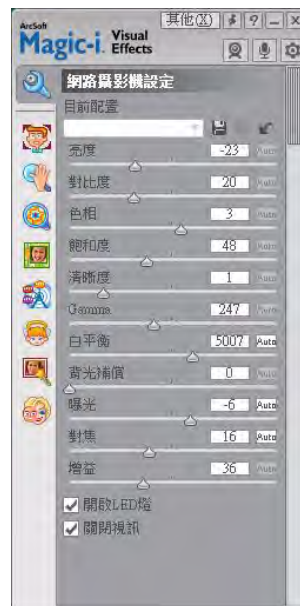 ArcSoft
Magic-i. Visual Effects
其他(X) ?
網路攝影機設定
目前配置
亮度 -23 Auto
對比度 20 Auto
色相 3 Auto
飽和度 48 Auto
清晰度 1 Auto
Gamma 247 Auto
白平衡 5007 Auto
背光補償 0 Auto
曝光 -6 Auto
對焦 16 Auto
增益 36 Auto
開啟LED燈
關閉視訊